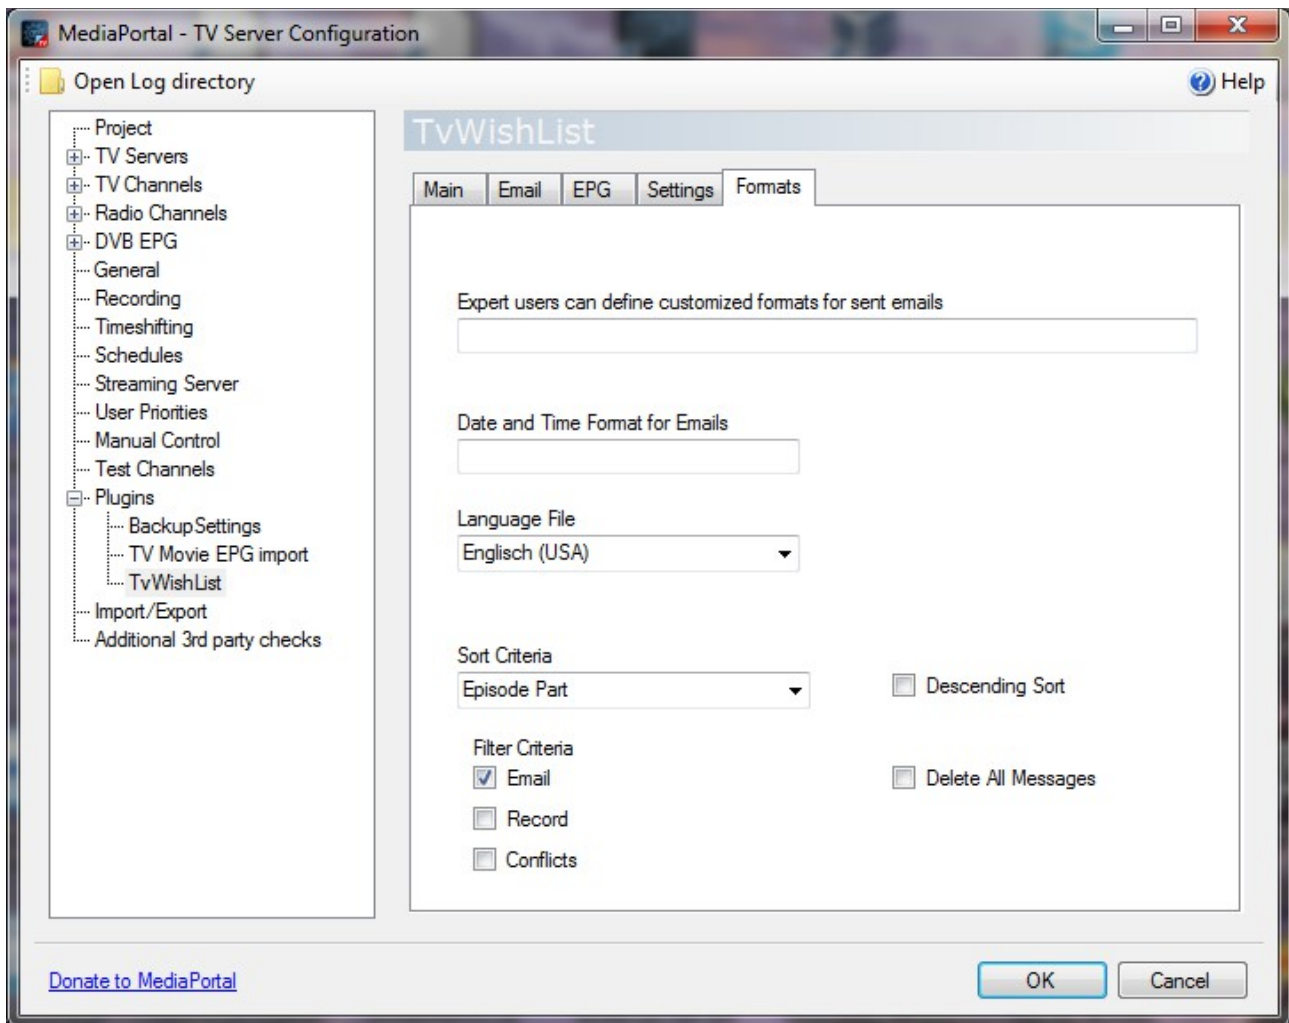 MediaPortal - TV Server Configuration
Open Log directory
Help
Project
TV Servers
TV Channels
Radio Channels
DVB EPG
General
Recording
Timeshifting
Schedules
Streaming Server
User Priorities
Manual Control
Test Channels
Plugins
BackupSettings
TV Movie EPG import
TvWishList
Import/Export
Additional 3rd party checks
TvWishList
Main Email EPG Settings Formats
Expert users can define customized formats for sent emails
Date and Time Format for Emails
Language File
Englisch (USA)
Sort Criteria
Episode Part
Descending Sort
Filter Criteria
Email
Delete All Messages
Record
Conflicts
Donate to MediaPortal
OK
Cancel